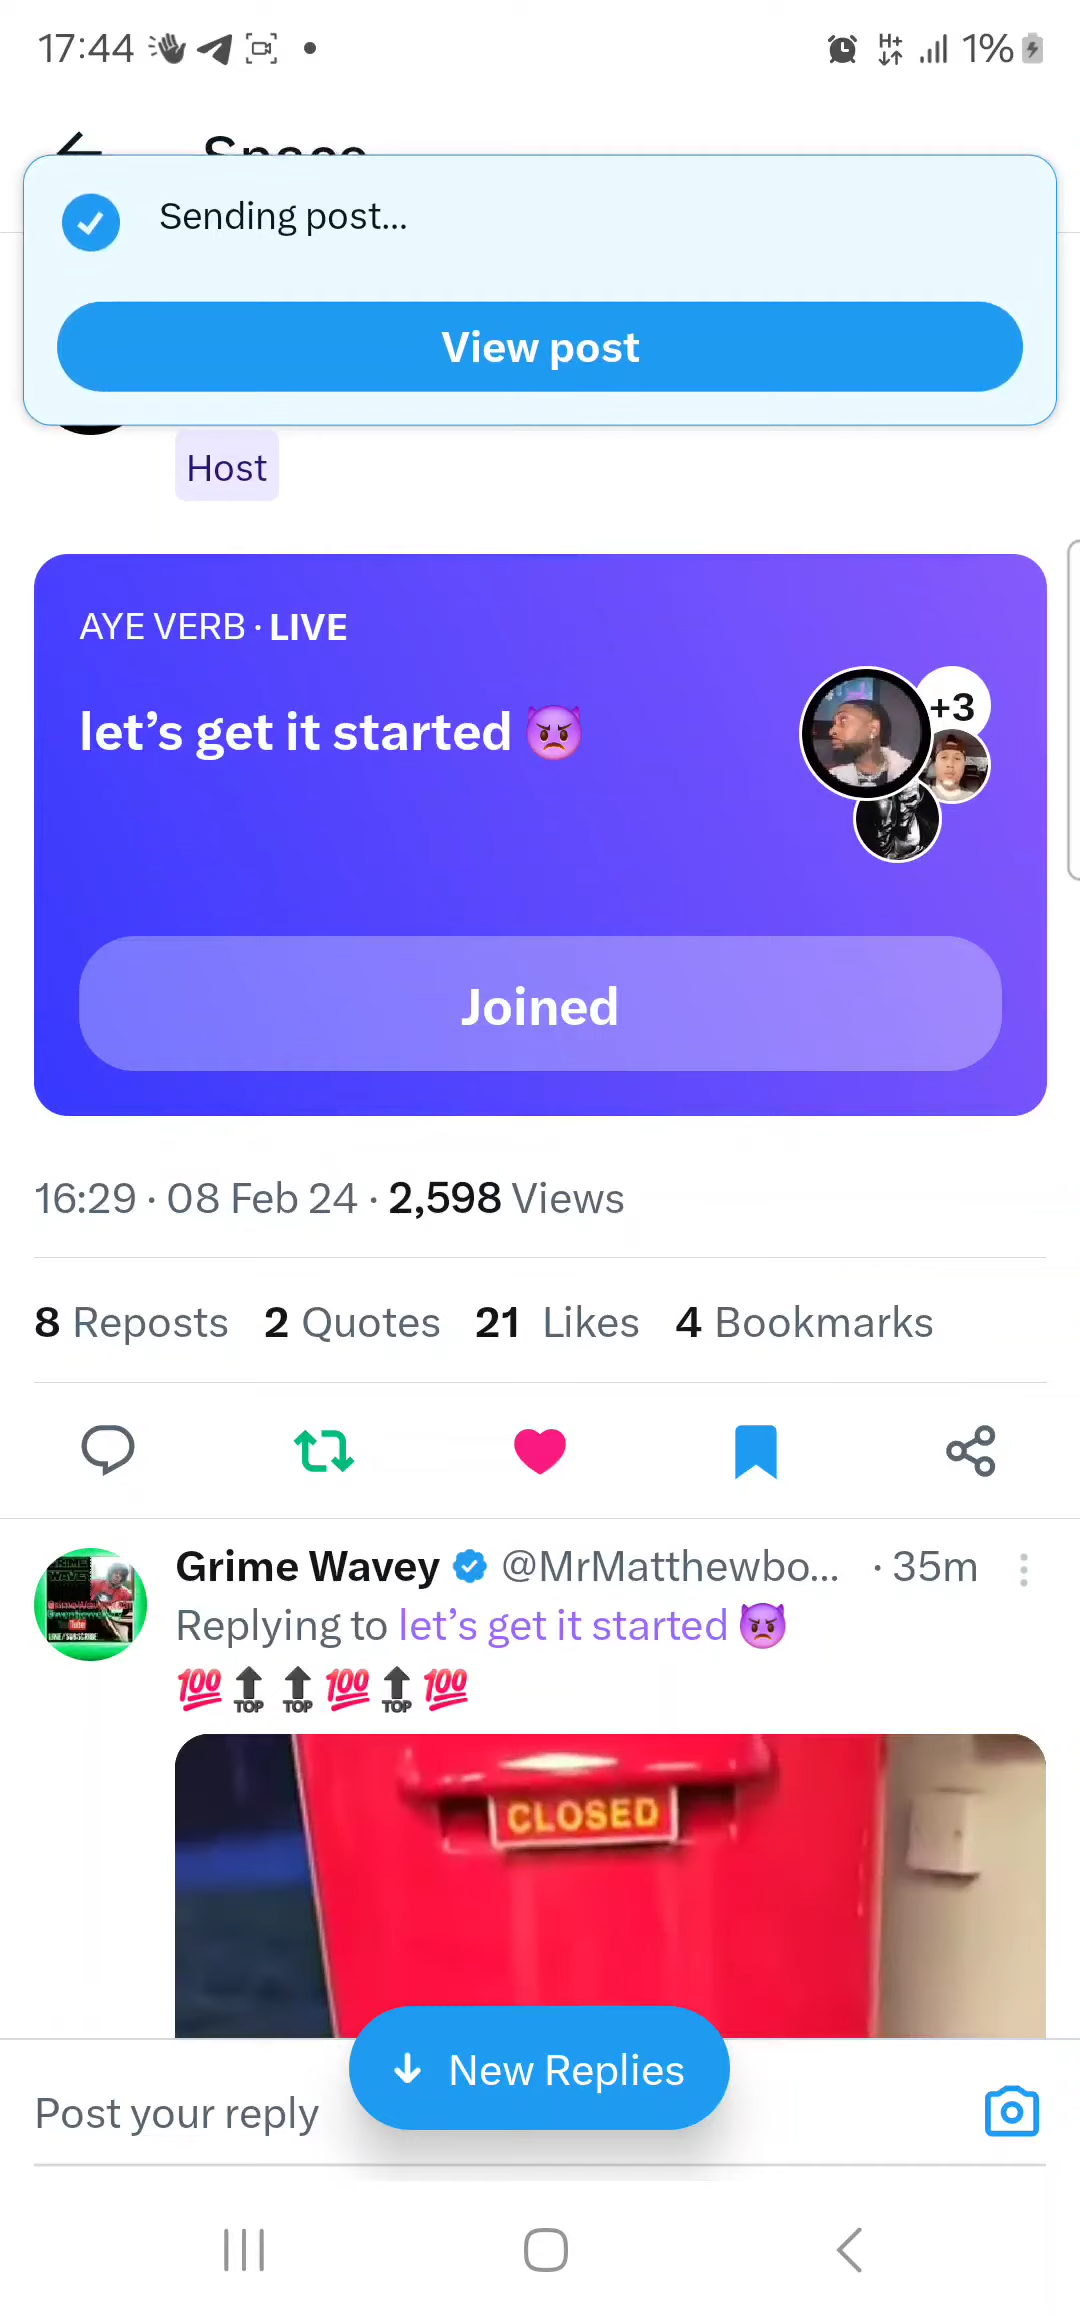 17:44
H+
1%
Space
Sending post...
View post
Host
AYE VERB · LIVE
let’s get it started 👿
+3
Joined
16:29 · 08 Feb 24 · 2,598 Views
8 Reposts 2 Quotes 21 Likes 4 Bookmarks
Grime Wavey @MrMatthewbo... · 35m
Replying to let’s get it started 👿
💯🔝🔝💯🔝💯
CLOSED
New Replies
Post your reply